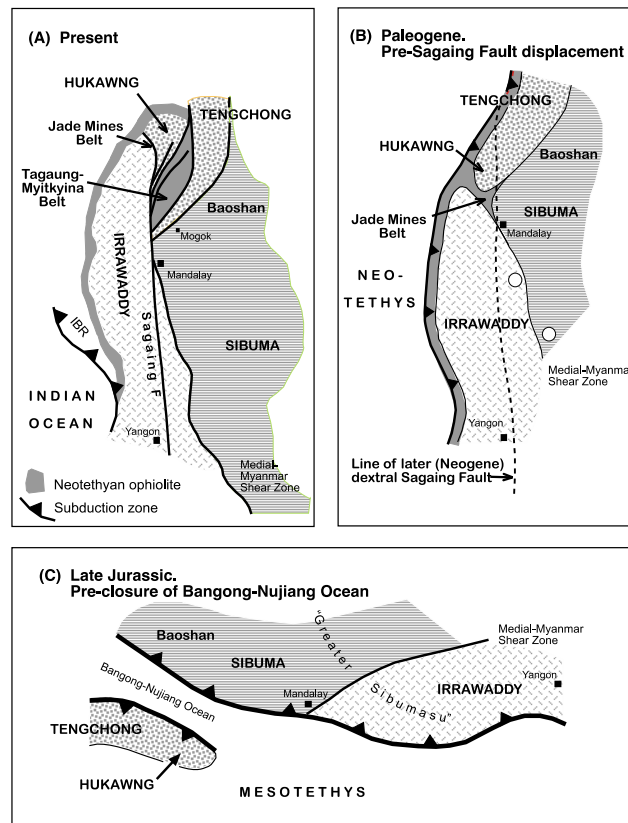 (A) Present
HUKAWNG
Jade Mines
Belt
TENGCHONG
Tagaung-
Myitkyina
Belt
Baoshan
Mogok
IRRAWADDY
Mandalay
Sagaing F
IBR
SIBUMA
INDIAN
OCEAN
Yangon
Medial-
Myanmar
Shear Zone
Neotethyan ophiolite
Subduction zone
(B) Paleogene.
Pre-Sagaing Fault displacement
TENGCHONG
HUKAWNG
Baoshan
Jade Mines
Belt
SIBUMA
Mandalay
NEO-
TETHYS
IRRAWADDY
Medial-Myanmar
Shear Zone
Yangon
Line of later (Neogene)
dextral Sagaing Fault
(C) Late Jurassic.
Pre-closure of Bangong-Nujiang Ocean
Baoshan
SIBUMA
"Greater
Sibumasu"
Medial-Myanmar
Shear Zone
Yangon
IRRAWADDY
Mandalay
Bangong-Nujiang Ocean
TENGCHONG
HUKAWNG
MESOTETHYS